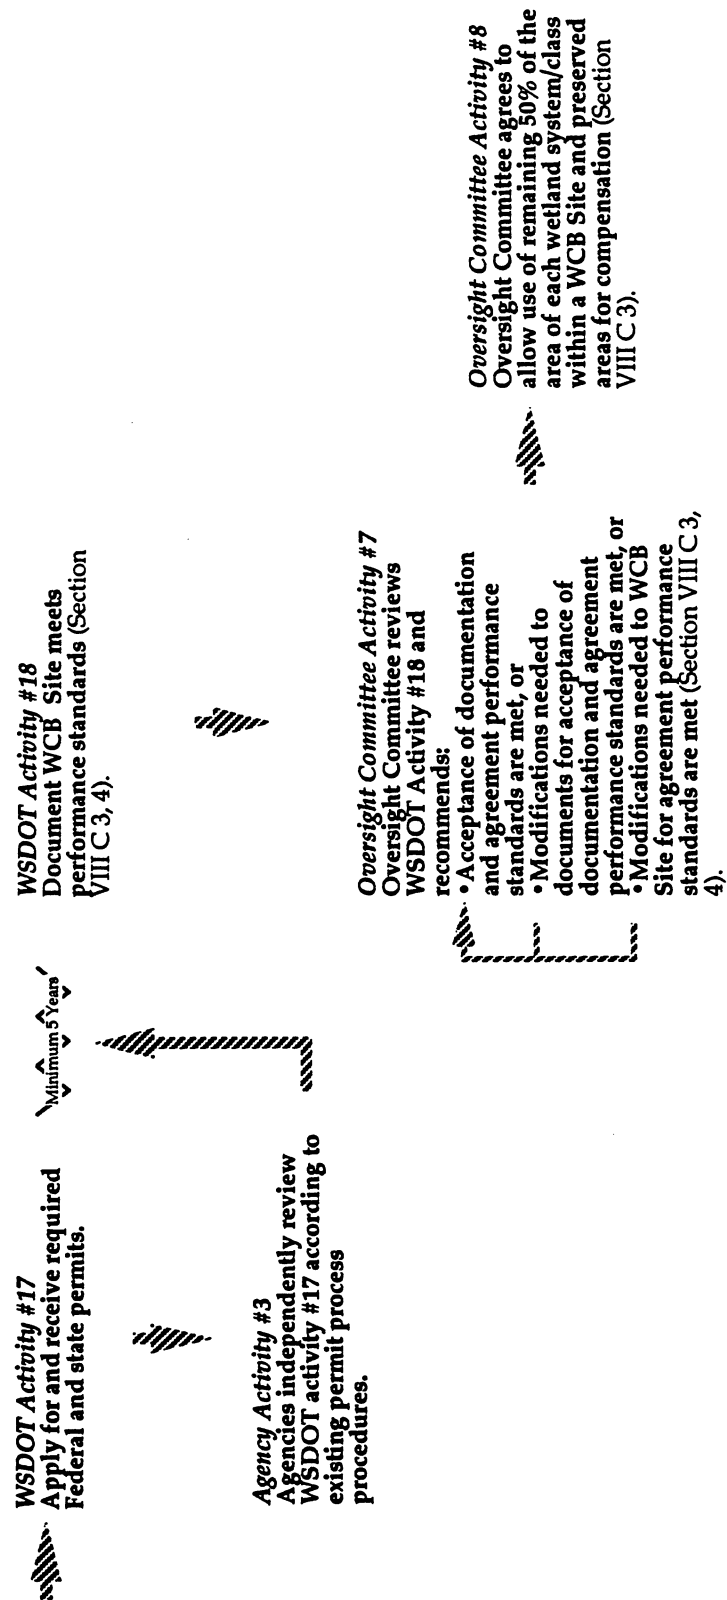 WSDOT Activity #17
Apply for and receive required
Federal and state permits.
Agency Activity #3
Agencies independently review
WSDOT activity #17 according to
existing permit process
procedures.
Minimum 5 Years
WSDOT Activity #18
Document WCB Site meets
performance standards (Section
VIII C 3, 4).
Oversight Committee Activity #7
Oversight Committee reviews
WSDOT Activity #18 and
recommends:
• Acceptance of documentation
and agreement performance
standards are met, or
• Modifications needed to
documents for acceptance of
documentation and agreement
performance standards are met, or
• Modifications needed to WCB
Site for agreement performance
standards are met (Section VIII C 3,
4).
Oversight Committee Activity #8
Oversight Committee agrees to
allow use of remaining 50% of the
area of each wetland system/class
within a WCB Site and preserved
areas for compensation (Section
VIII C 3).